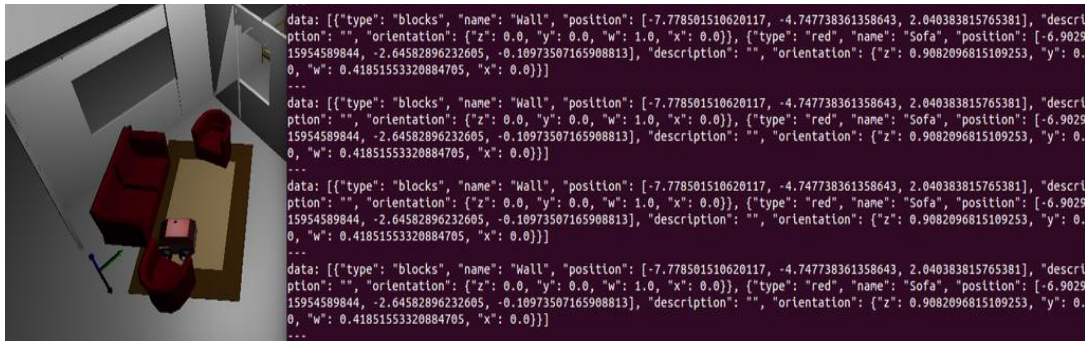 data: [{"type": "blocks", "name": "Wall", "position": [-7.778501510620117, -4.747738361358643, 2.040383815765381], "descri
ption": "", "orientation": {"z": 0.0, "y": 0.0, "w": 1.0, "x": 0.0}}, {"type": "red", "name": "Sofa", "position": [-6.9029
15954589844, -2.64582896232605, -0.10973507165908813], "description": "", "orientation": {"z": 0.9082096815109253, "y": 0.
0, "w": 0.41851553320884705, "x": 0.0}}]
---
data: [{"type": "blocks", "name": "Wall", "position": [-7.778501510620117, -4.747738361358643, 2.040383815765381], "descri
ption": "", "orientation": {"z": 0.0, "y": 0.0, "w": 1.0, "x": 0.0}}, {"type": "red", "name": "Sofa", "position": [-6.9029
15954589844, -2.64582896232605, -0.10973507165908813], "description": "", "orientation": {"z": 0.9082096815109253, "y": 0.
0, "w": 0.41851553320884705, "x": 0.0}}]
---
data: [{"type": "blocks", "name": "Wall", "position": [-7.778501510620117, -4.747738361358643, 2.040383815765381], "descri
ption": "", "orientation": {"z": 0.0, "y": 0.0, "w": 1.0, "x": 0.0}}, {"type": "red", "name": "Sofa", "position": [-6.9029
15954589844, -2.64582896232605, -0.10973507165908813], "description": "", "orientation": {"z": 0.9082096815109253, "y": 0.
0, "w": 0.41851553320884705, "x": 0.0}}]
---
data: [{"type": "blocks", "name": "Wall", "position": [-7.778501510620117, -4.747738361358643, 2.040383815765381], "descri
ption": "", "orientation": {"z": 0.0, "y": 0.0, "w": 1.0, "x": 0.0}}, {"type": "red", "name": "Sofa", "position": [-6.9029
15954589844, -2.64582896232605, -0.10973507165908813], "description": "", "orientation": {"z": 0.9082096815109253, "y": 0.
0, "w": 0.41851553320884705, "x": 0.0}}]
---